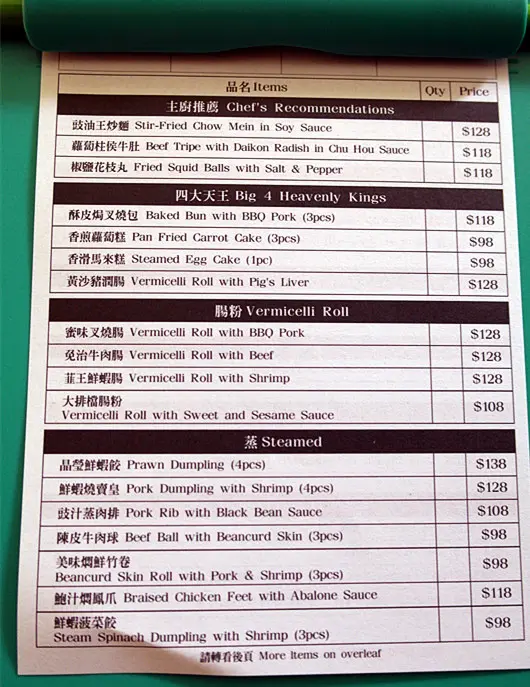 品名 Items Qty Price
主廚推薦 Chef's Recommendations
豉油王炒麵 Stir-Fried Chow Mein in Soy Sauce $128
蘿蔔柱侯牛肚 Beef Tripe with Daikon Radish in Chu Hou Sauce $118
椒鹽花枝丸 Fried Squid Balls with Salt & Pepper $118
四大天王 Big 4 Heavenly Kings
酥皮焗叉燒包 Baked Bun with BBQ Pork (3pcs) $118
香煎蘿蔔糕 Pan Fried Carrot Cake (3pcs) $98
香滑馬來糕 Steamed Egg Cake (1pc) $98
黃沙豬潤腸 Vermicelli Roll with Pig's Liver $128
腸粉 Vermicelli Roll
蜜味叉燒腸 Vermicelli Roll with BBQ Pork $128
免治牛肉腸 Vermicelli Roll with Beef $128
韮王鮮蝦腸 Vermicelli Roll with Shrimp $128
大排檔腸粉
Vermicelli Roll with Sweet and Sesame Sauce $108
蒸 Steamed
晶瑩鮮蝦餃 Prawn Dumpling (4pcs) $138
鮮蝦燒賣皇 Pork Dumpling with Shrimp (4pcs) $128
豉汁蒸肉排 Pork Rib with Black Bean Sauce $108
陳皮牛肉球 Beef Ball with Beancurd Skin (3pcs) $98
美味燜鮮竹卷
Beancurd Skin Roll with Pork & Shrimp (3pcs) $98
鮑汁燜鳳爪 Braised Chicken Feet with Abalone Sauce $118
鮮蝦菠菜餃
Steam Spinach Dumpling with Shrimp (3pcs) $98
請轉看後頁 More Items on overleaf